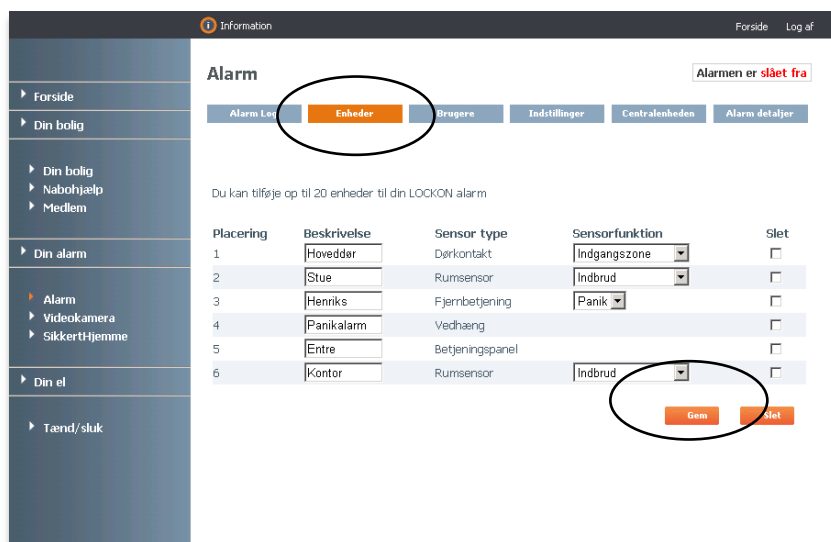 Information Forside Log af
Alarm Alarmen er slået fra
Alarm Log Enheder Brugere Indstillinger Centralenheden Alarm detaljer
Forside
Din bolig
Din bolig
Nabohjælp
Medlem
Din alarm
Alarm
Videokamera
SikkertHjemme
Din el
Tænd/sluk
Du kan tilføje op til 20 enheder til din LOCKON alarm
Placering Beskrivelse Sensor type Sensorfunktion Slet
1 Hoveddør Dørkontakt Indgangszone
2 Stue Rumsensor Indbrud
3 Henriks Fjernbetjening Panik
4 Panikalarm Vedhæng
5 Entre Betjeningspanel
6 Kontor Rumsensor Indbrud
Gem Slet